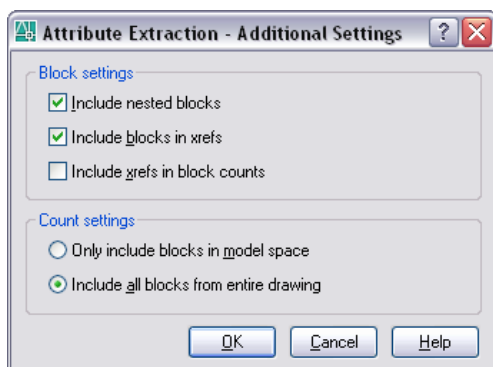 Attribute Extraction - Additional Settings
Block settings
Include nested blocks
Include blocks in xrefs
Include xrefs in block counts
Count settings
Only include blocks in model space
Include all blocks from entire drawing
OK Cancel Help